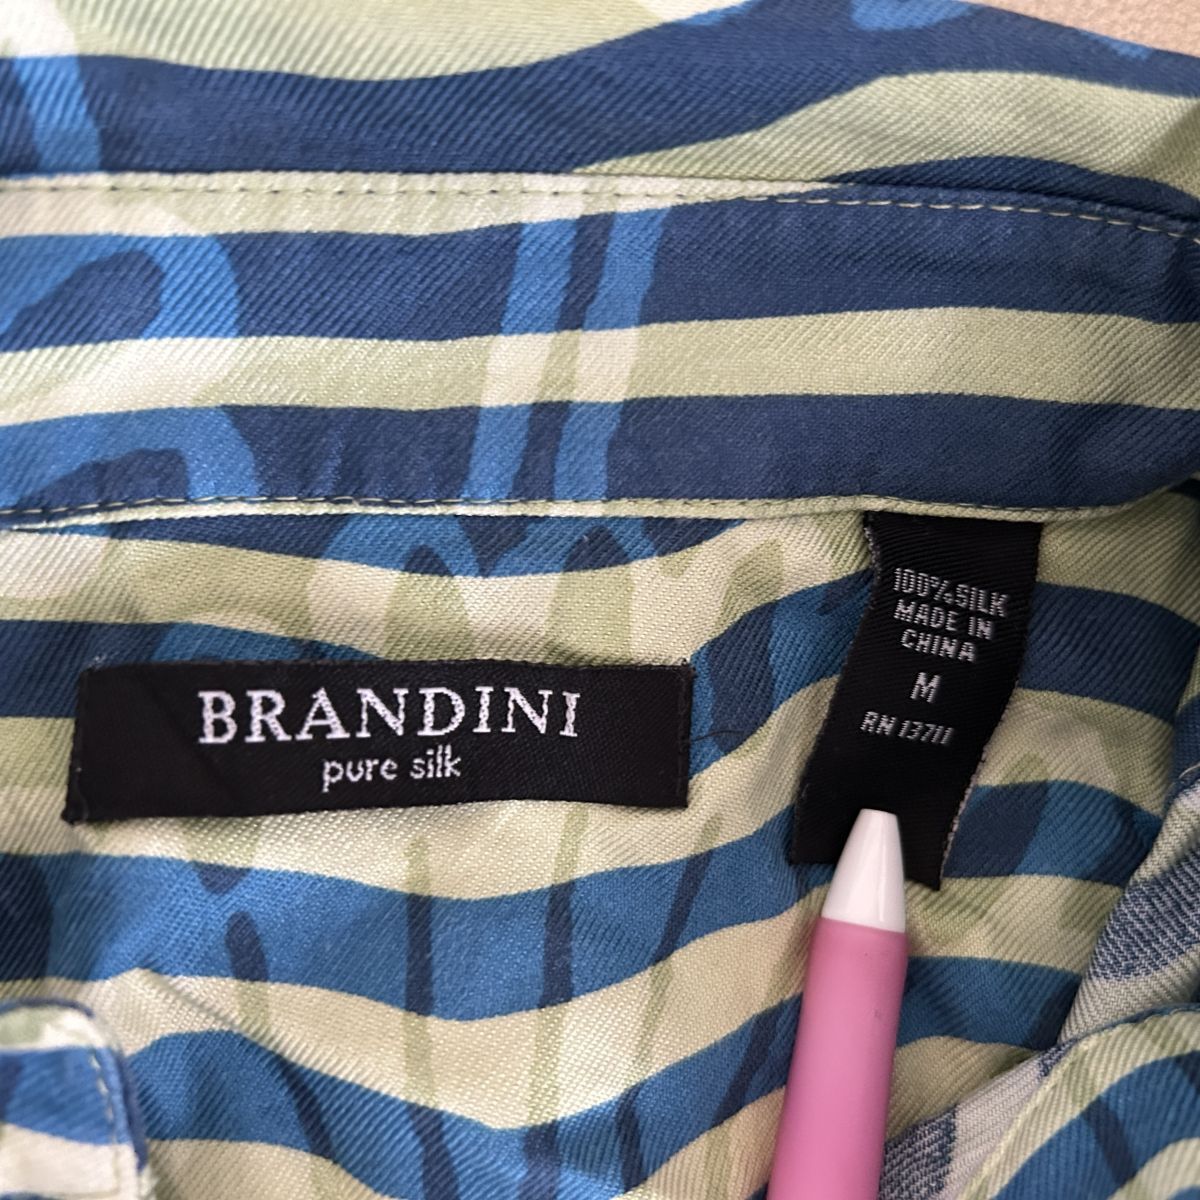 BRANDINI
pure silk
100%SILK
MADE IN
CHINA
M
RN 13711